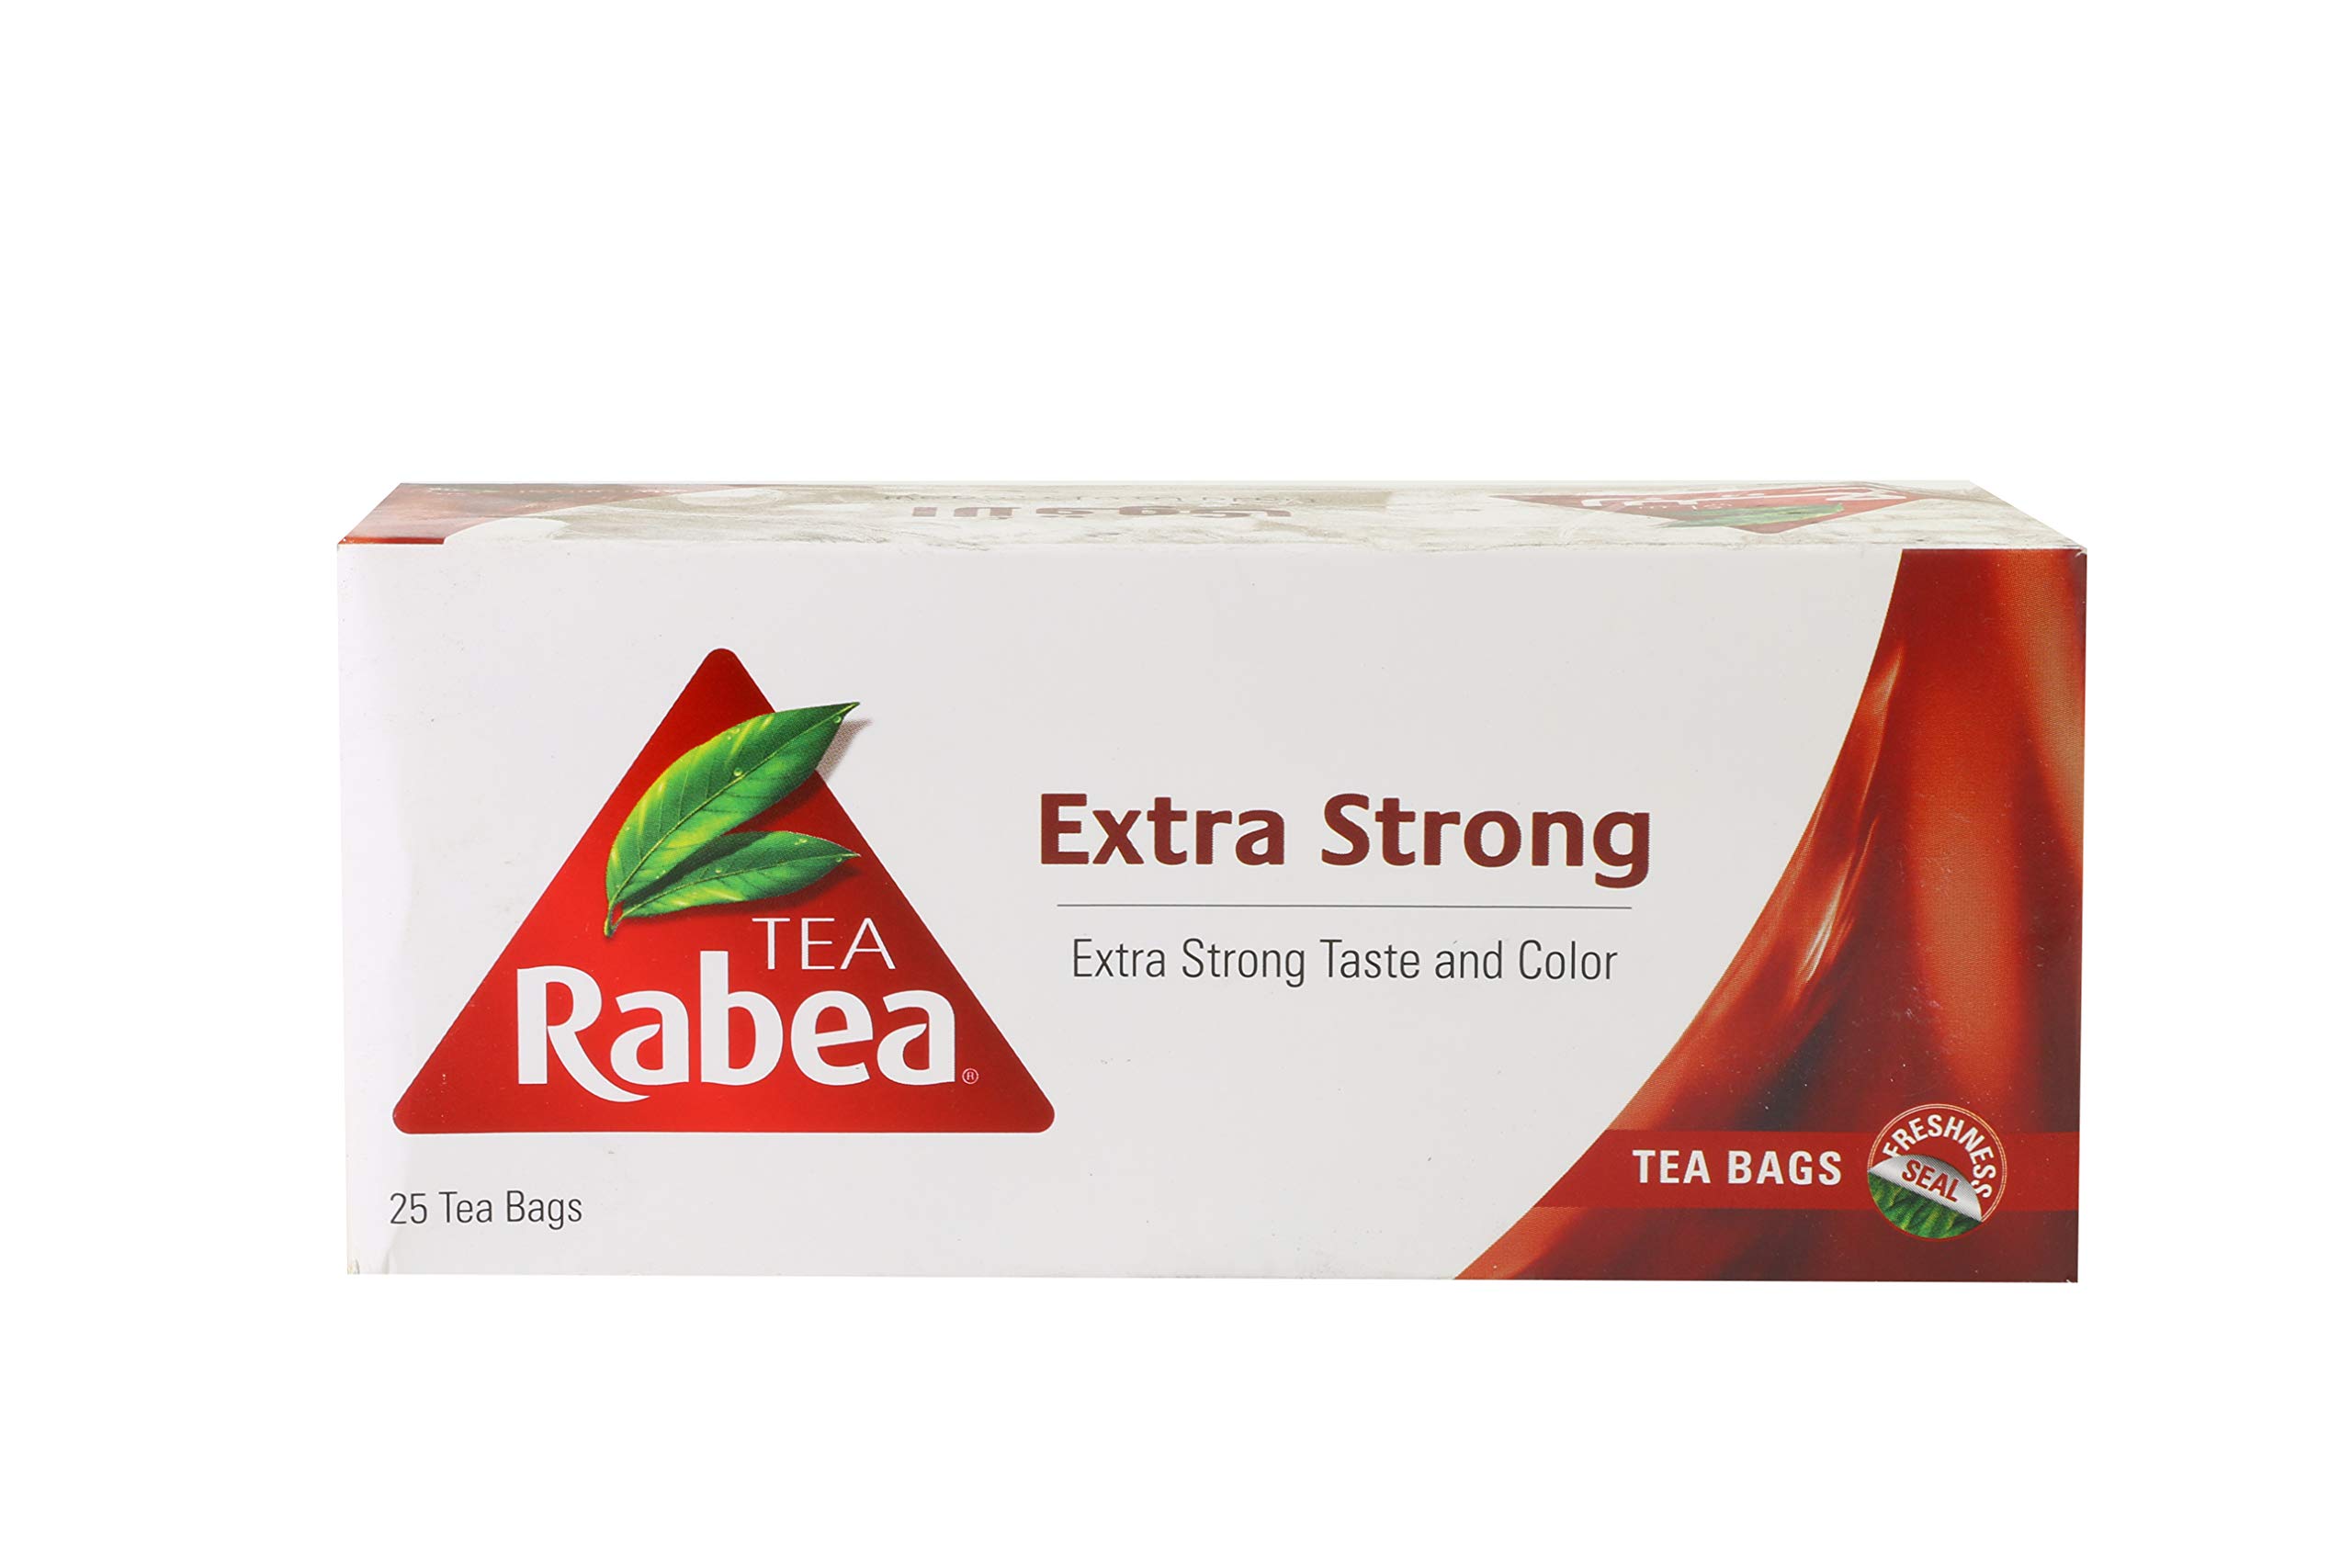 TEA
Rabea®
Extra Strong
Extra Strong Taste and Color
25 Tea Bags
TEA BAGS
FRESHNESS
SEAL